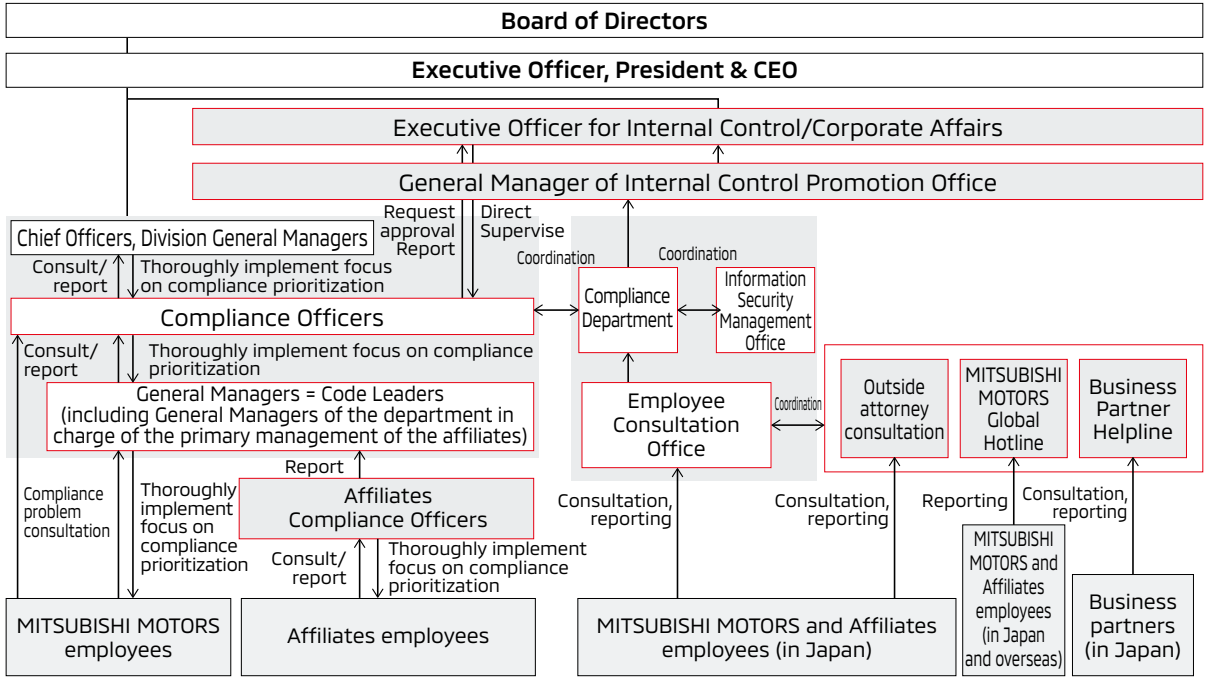 Board of Directors
Executive Officer, President & CEO
Executive Officer for Internal Control/Corporate Affairs
General Manager of Internal Control Promotion Office
Chief Officers, Division General Managers
Request
approval
Report
Direct
Supervise
Consult/
report
Thoroughly implement focus
on compliance prioritization
Coordination
Coordination
Compliance Officers
Compliance
Department
Information
Security
Management
Office
Consult/
report
Thoroughly implement focus on compliance
prioritization
General Managers = Code Leaders
(including General Managers of the department in
charge of the primary management of the affiliates)
Employee
Consultation
Office
Coordination
Outside
attorney
consultation
MITSUBISHI
MOTORS
Global
Hotline
Business
Partner
Helpline
Report
Compliance
problem
consultation
Thoroughly
implement
focus on
compliance
prioritization
Affiliates
Compliance Officers
Consult/
report
Thoroughly implement
focus on compliance
prioritization
Consultation,
reporting
Consultation,
reporting
Reporting
Consultation,
reporting
MITSUBISHI MOTORS
employees
Affiliates employees
MITSUBISHI MOTORS and Affiliates
employees (in Japan)
MITSUBISHI
MOTORS and
Affiliates
employees
(in Japan
and overseas)
Business
partners
(in Japan)